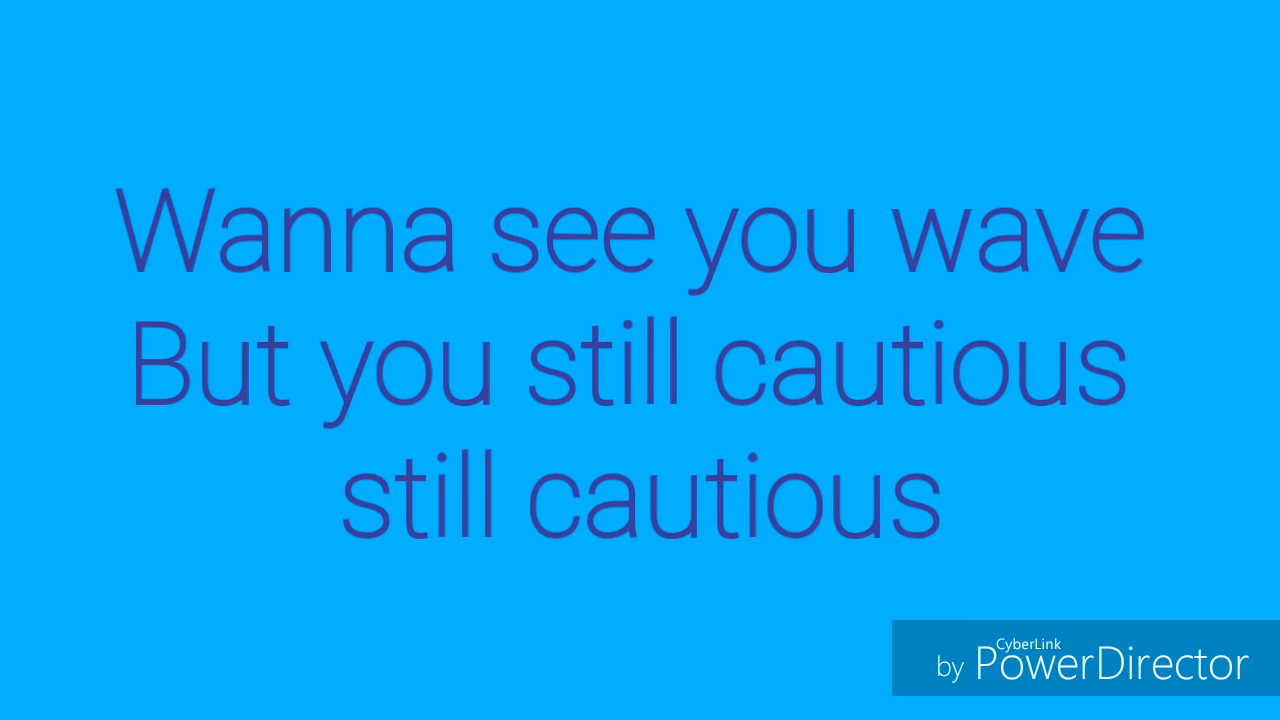 Wanna see you wave
But you still cautious
still cautious
CyberLink
by PowerDirector